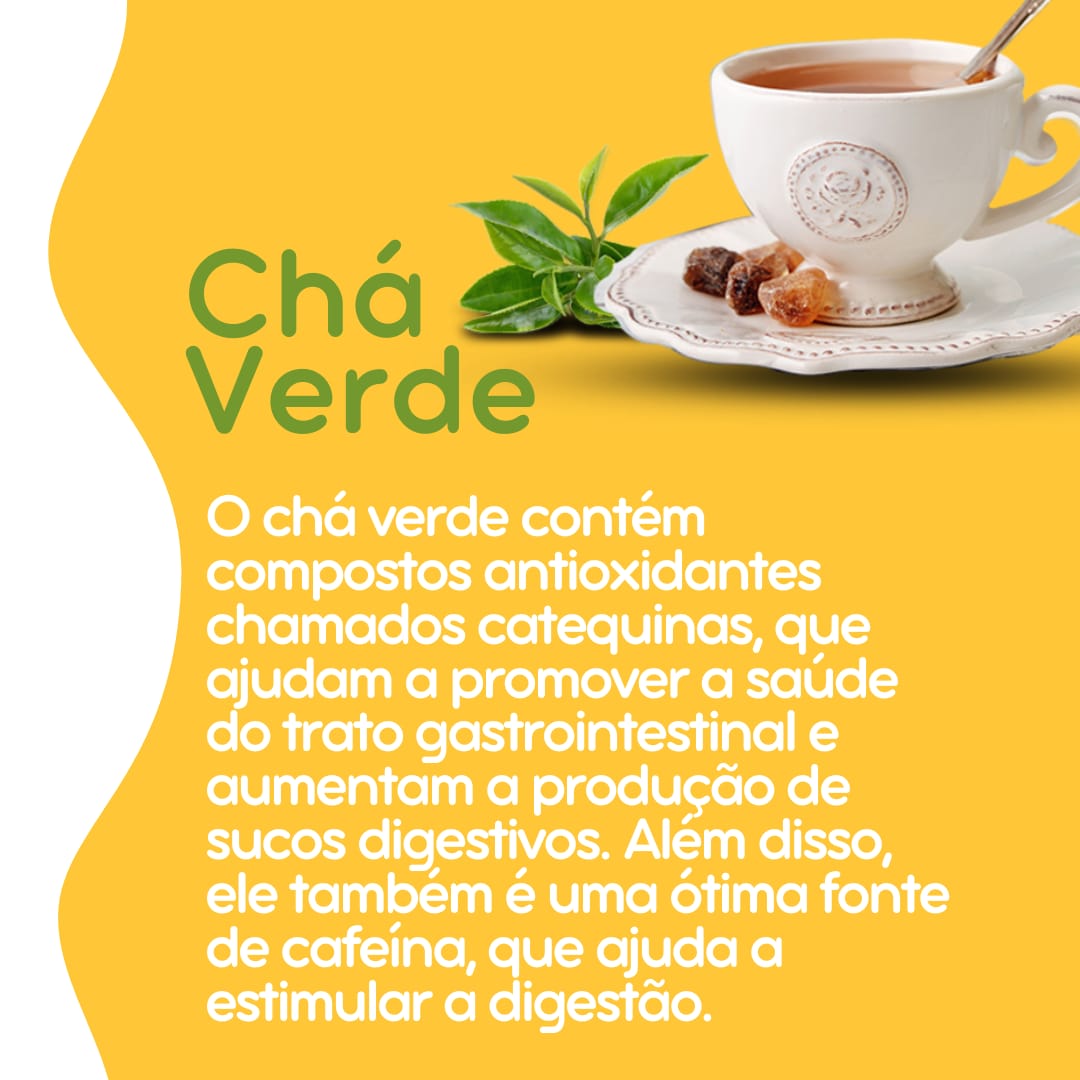 Chá
Verde
O chá verde contém
compostos antioxidantes
chamados catequinas, que
ajudam a promover a saúde
do trato gastrointestinal e
aumentam a produção de
sucos digestivos. Além disso,
ele também é uma ótima fonte
de cafeína, que ajuda a
estimular a digestão.